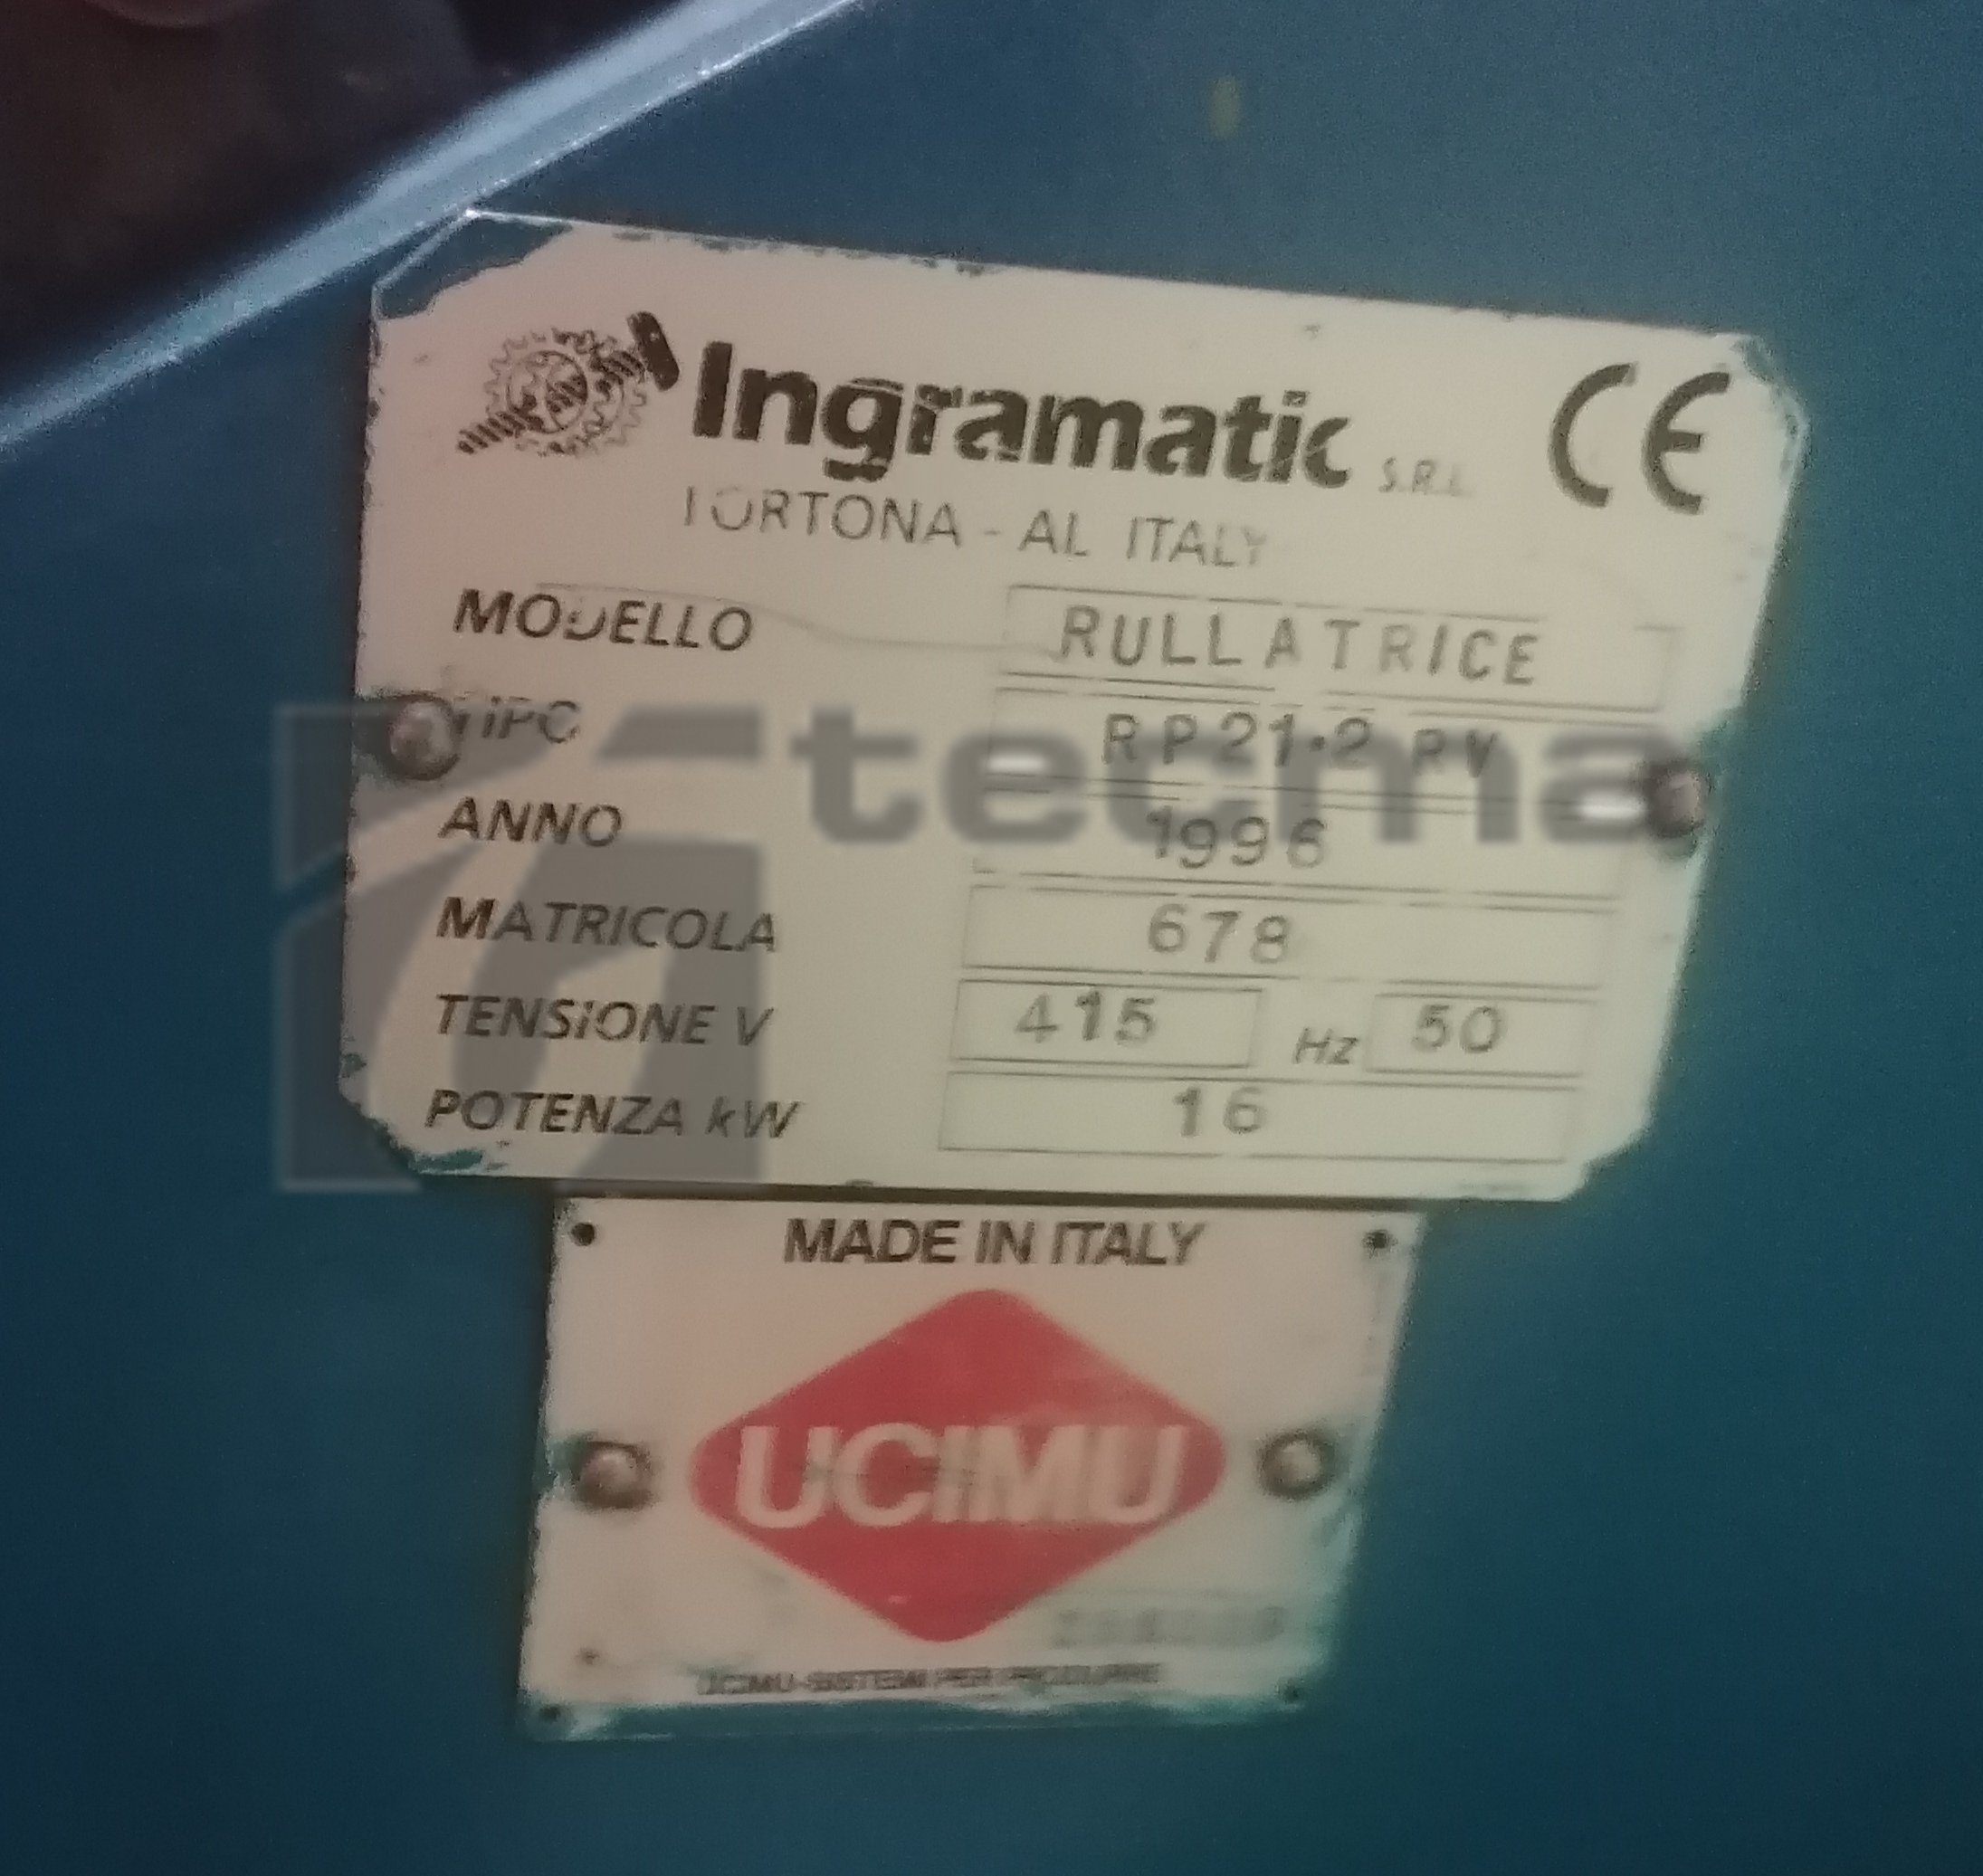 Ingramatic S.R.L. CE
TORTONA - AL ITALY
MODELLO RULLATRICE
TIPO RP21·2 RV
tecma
ANNO 1996
MATRICOLA 678
TENSIONE V 415 Hz 50
POTENZA kW 16
MADE IN ITALY
UCIMU
UCIMU-SISTEMI PER PRODURRE